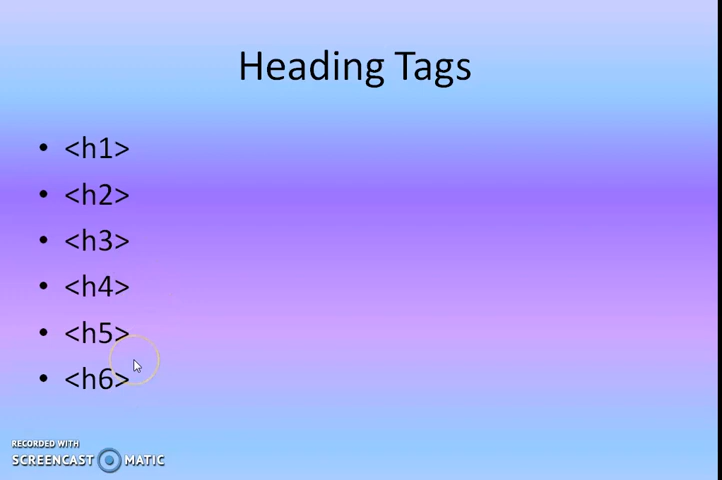 Heading Tags
• <h1>
• <h2>
• <h3>
• <h4>
• <h5>
• <h6>
RECORDED WITH
SCREENCAST MATIC